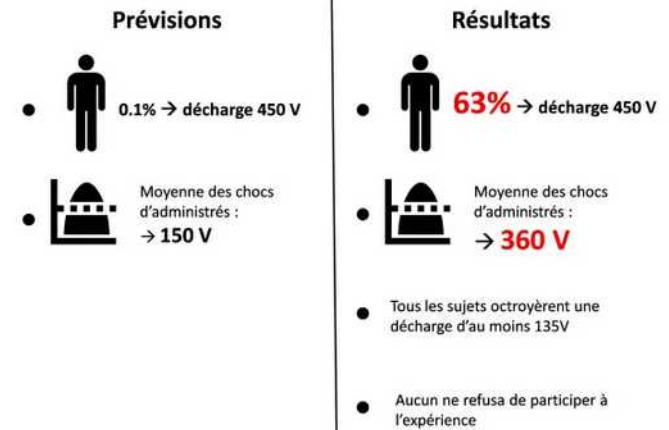 Prévisions
0.1% → décharge 450 V
Moyenne des chocs
d'administrés :
→ 150 V
Résultats
63% → décharge 450 V
Moyenne des chocs
d'administrés :
→ 360 V
Tous les sujets octroyèrent une
décharge d'au moins 135V
Aucun ne refusa de participer à
l'expérience